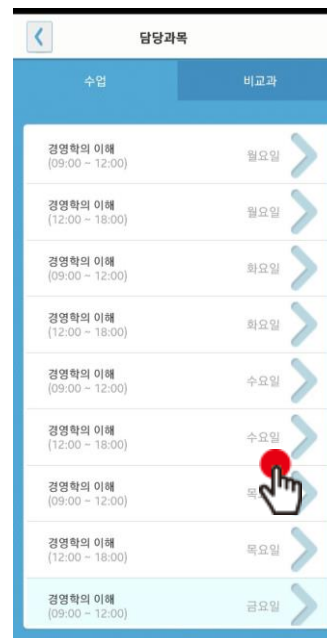 담당과목
수업
비교과
경영학의 이해
월요일
(09:00 ~ 12:00)
경영학의 이해
월요일
(12:00 ~ 18:00)
경영학의 이해
화요일
(09:00 ~ 12:00)
경영학의 이해
화요일
(12:00 ~ 18:00)
경영학의 이해
수요일
(09:00 ~ 12:00)
경영학의 이해
수요일
(12:00 ~ 18:00)
경영학의 이해
(09:00 ~ 12:00)
경영학의 이해
목요일
(12:00 ~ 18:00)
경영학의 이해
금요일
(09:00 ~ 12:00)